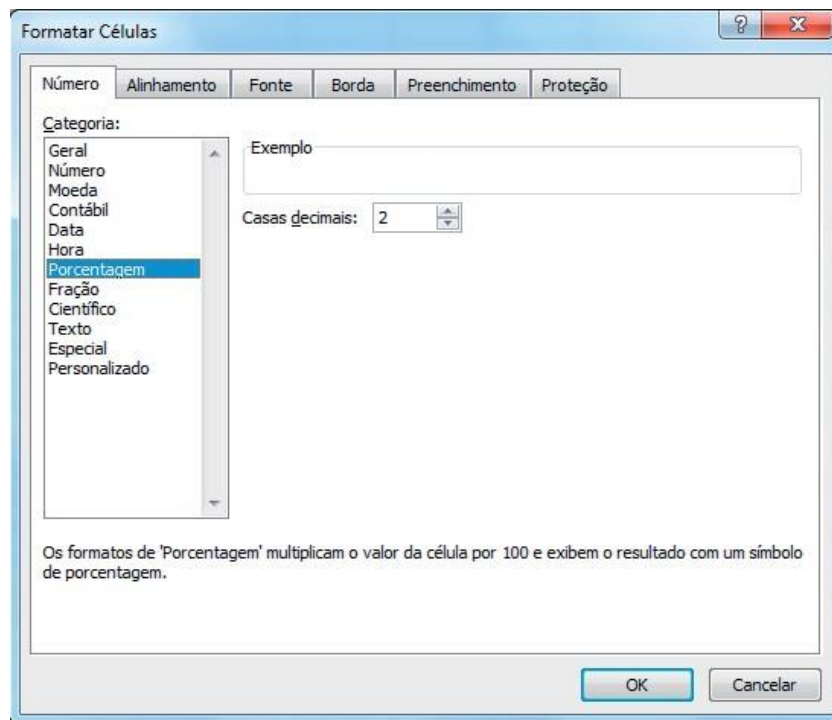 Formatar Células
Número Alinhamento Fonte Borda Preenchimento Proteção
Categoria:
Geral
Número
Moeda
Contábil
Data
Hora
Porcentagem
Fração
Científico
Texto
Especial
Personalizado
Exemplo
Casas decimais: 2
Os formatos de 'Porcentagem' multiplicam o valor da célula por 100 e exibem o resultado com um símbolo
de porcentagem.
OK Cancelar